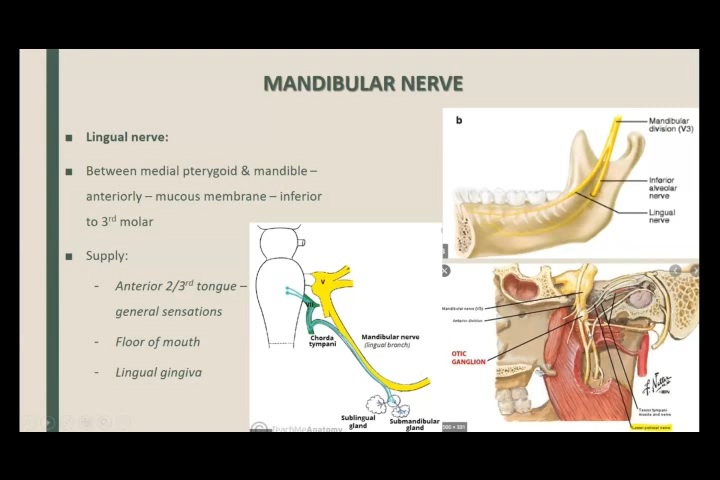 MANDIBULAR NERVE
Lingual nerve:
Between medial pterygoid & mandible –
anteriorly – mucous membrane – inferior
to 3rd molar
Supply:
- Anterior 2/3rd tongue –
general sensations
- Floor of mouth
- Lingual gingiva
b
Mandibular
division (V3)
Inferior
alveolar
nerve
Lingual
nerve
V
VII
Chorda
tympani
Mandibular nerve
(lingual branch)
Sublingual
gland
Submandibular
gland
TeachMeAnatomy
Mandibular nerve (V3)
Anterior division
OTIC
GANGLION
Tensor tympani
muscle and nerve
Lesser petrosal nerve